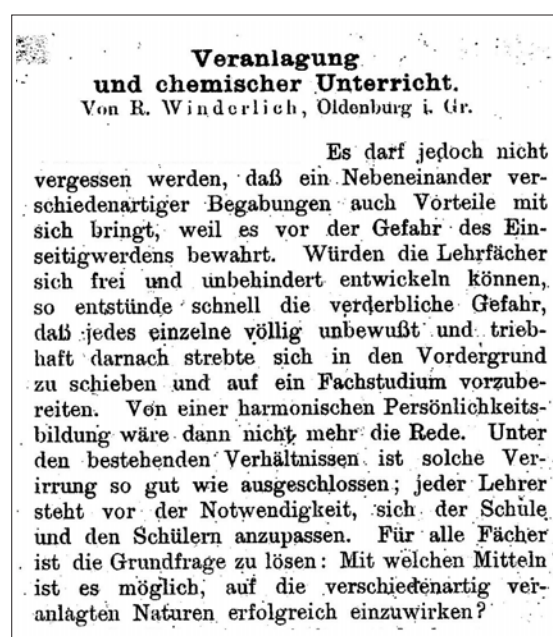 Veranlagung
und chemischer Unterricht.
Von R. Winderlich, Oldenburg i. Gr.
Es darf jedoch nicht
vergessen werden, daß ein Nebeneinander ver-
schiedenartiger Begabungen auch Vorteile mit
sich bringt, weil es vor der Gefahr des Ein-
seitigwerdens bewahrt. Würden die Lehrfächer
sich frei und unbehindert entwickeln können,
so entstünde schnell die verderbliche Gefahr,
daß jedes einzelne völlig unbewußt und trieb-
haft darnach strebte sich in den Vordergrund
zu schieben und auf ein Fachstudium vorzube-
reiten. Von einer harmonischen Persönlichkeits-
bildung wäre dann nicht mehr die Rede. Unter
den bestehenden Verhältnissen ist solche Ver-
irrung so gut wie ausgeschlossen; jeder Lehrer
steht vor der Notwendigkeit, sich der Schule
und den Schülern anzupassen. Für alle Fächer
ist die Grundfrage zu lösen: Mit welchen Mitteln
ist es möglich, auf die verschiedenartig ver-
anlagten Naturen erfolgreich einzuwirken?